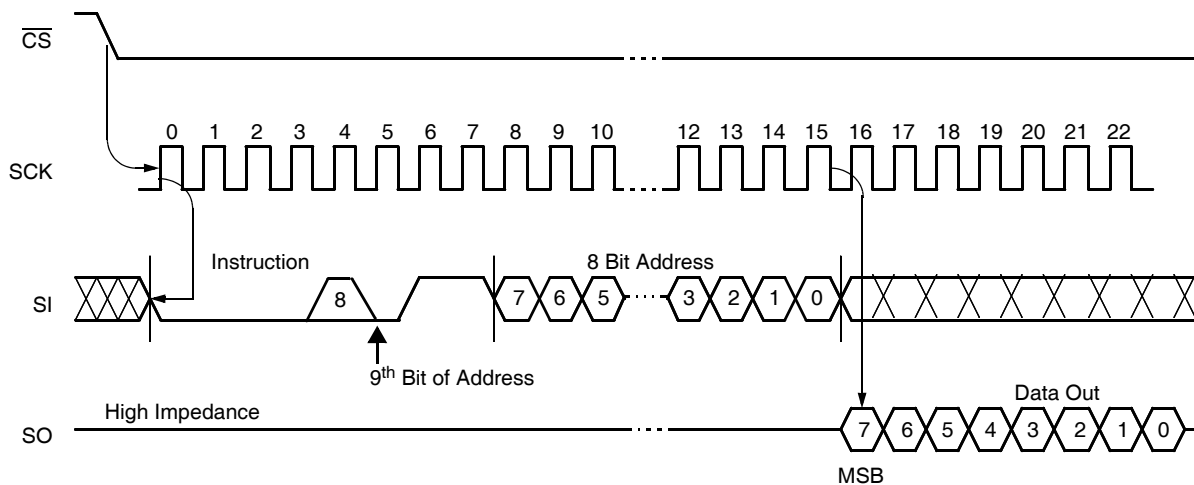 CS
0 1 2 3 4 5 6 7 8 9 10 12 13 14 15 16 17 18 19 20 21 22
SCK
Instruction 8 Bit Address
SI 8 7 6 5 3 2 1 0
9th Bit of Address
High Impedance Data Out
SO 7 6 5 4 3 2 1 0
MSB